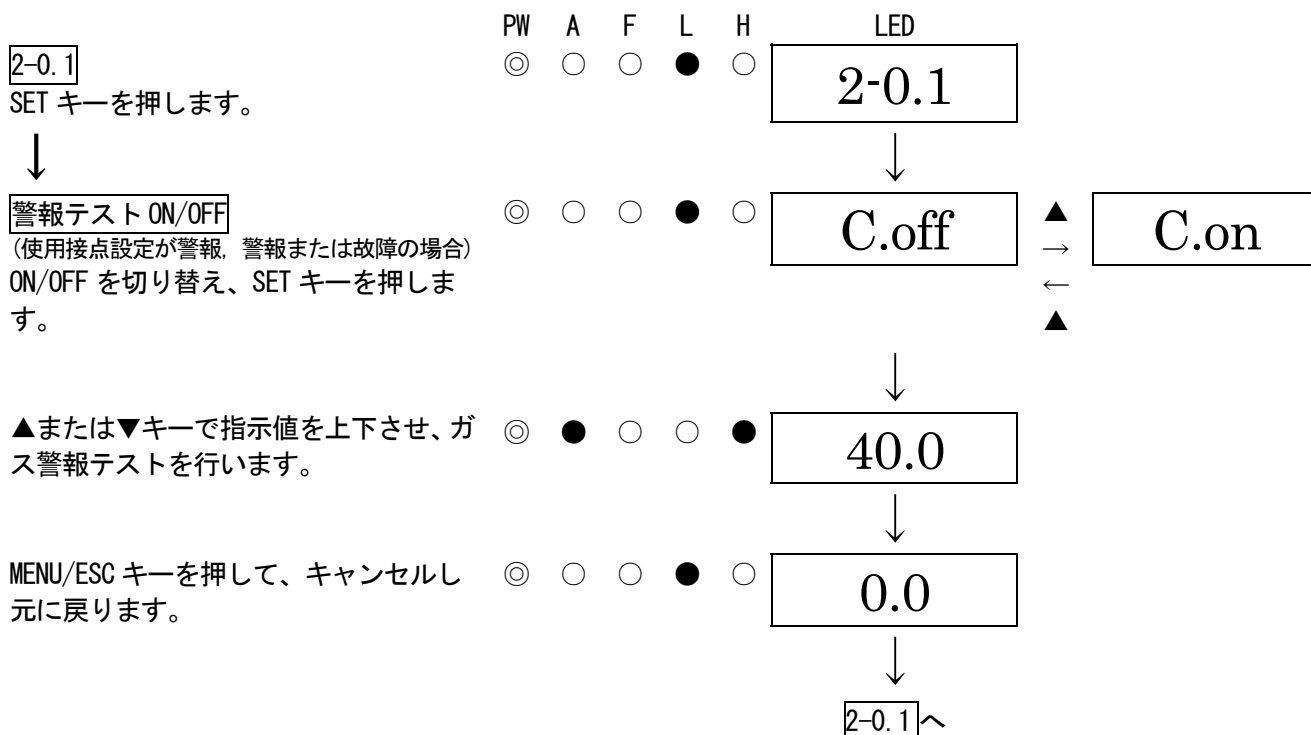 PW A F L H LED
2-0.1 ◎ ○ ○ ● ○ 2-0.1
SET キーを押します。
↓ ↓
警報テスト ON/OFF ◎ ○ ○ ● ○ C.off ▲ C.on
(使用接点設定が警報, 警報または故障の場合) →
ON/OFF を切り替え、SET キーを押しま ←
す。 ▲
↓
▲または▼キーで指示値を上下させ、ガ ◎ ● ○ ○ ● 40.0
ス警報テストを行います。
↓
MENU/ESC キーを押して、キャンセルし ◎ ○ ○ ● ○ 0.0
元に戻ります。
↓
2-0.1 へ